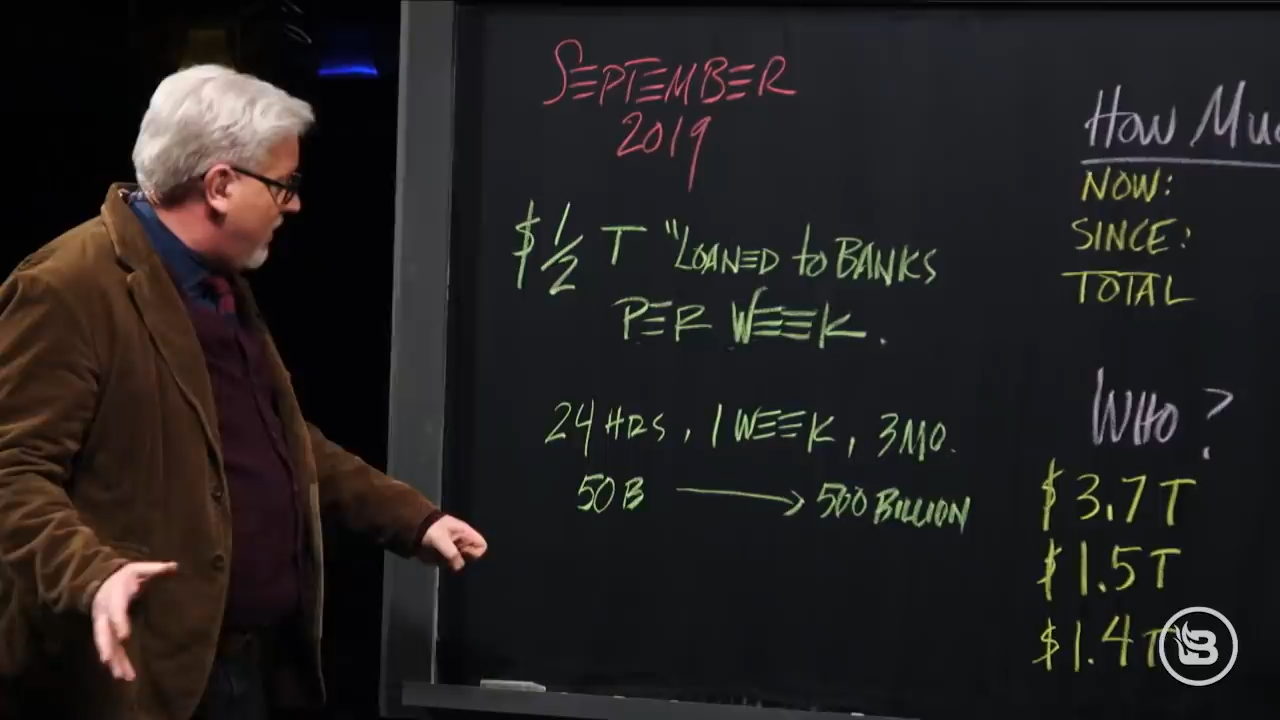 SEPTEMBER
2019
$ 1/2 T "LOANED to BANKS
PER WEEK.
24 HRS, 1 WEEK, 3 MO.
50 B → 500 BILLION
HOW
NOW:
SINCE:
TOTAL
WHO?
$3.7 T
$1.5 T
$1.4 T
B